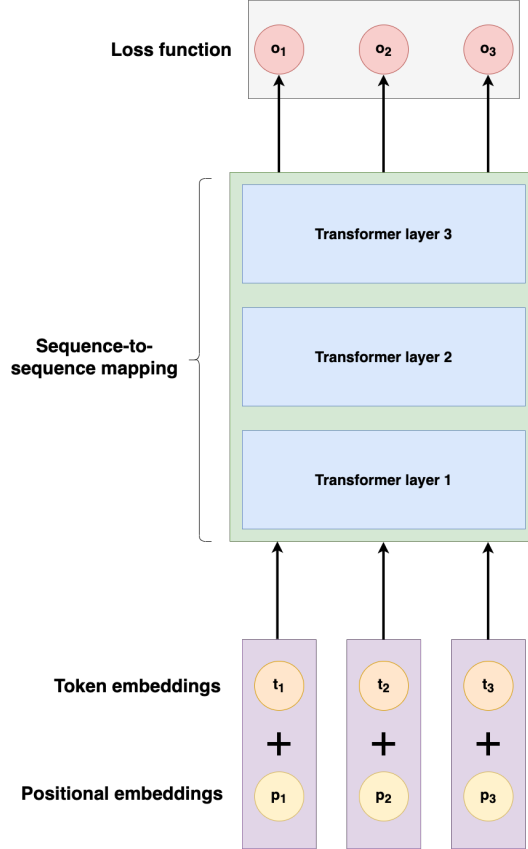 Loss function
o1 o2 o3
Transformer layer 3
Sequence-to-
sequence mapping
Transformer layer 2
Transformer layer 1
Token embeddings
t1 t2 t3
+ + +
Positional embeddings
p1 p2 p3